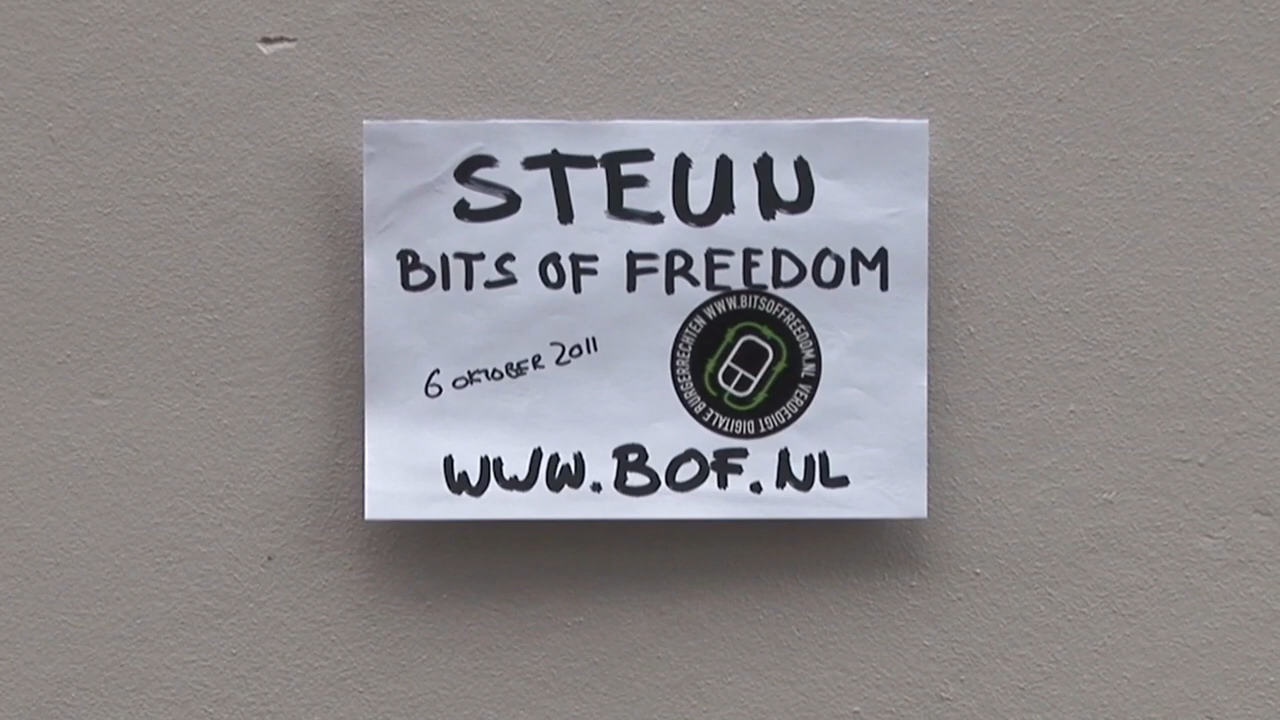 STEUN
BITS OF FREEDOM
6 OKTOBER 2011
WWW.BITSOFFREEDOM.NL VERDEDIGT DIGITALE BURGERRECHTEN
WWW.BOF.NL